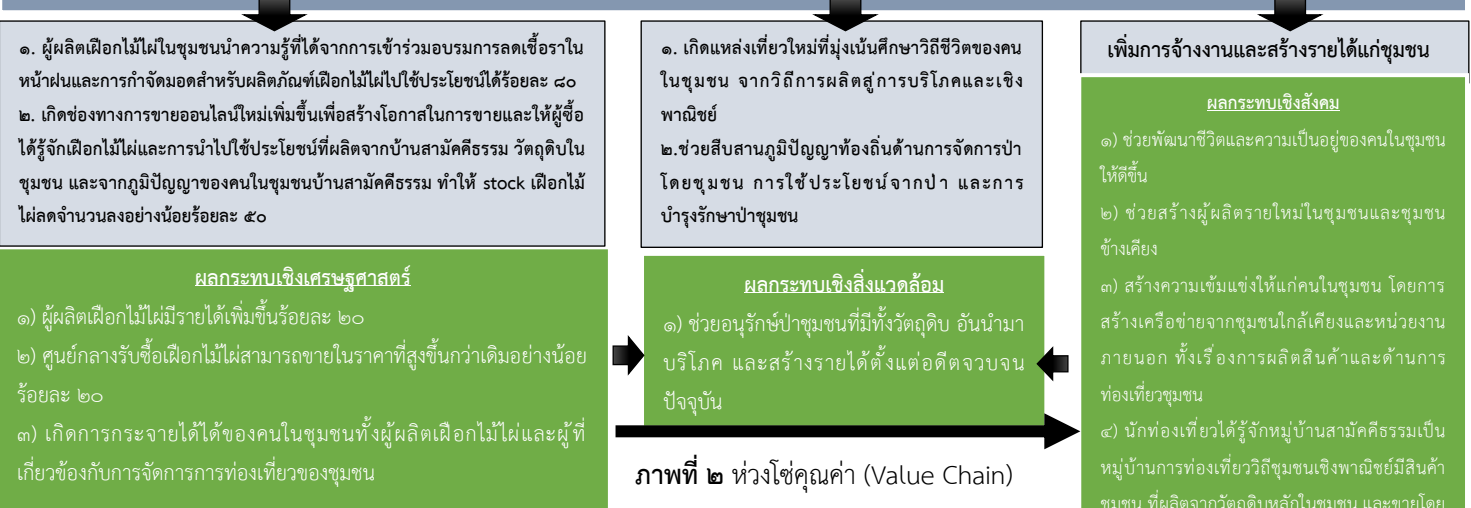 ๑. ผู้ผลิตเฝือกไม้ไผ่ในชุมชนนำความรู้ที่ได้จากการเข้าร่วมอบรมการลดเชื้อราใน
หน้าฝนและการกำจัดมอดสำหรับผลิตภัณฑ์เฝือกไม้ไผ่ไปใช้ประโยชน์ได้ร้อยละ ๘๐
๒. เกิดช่องทางการขายออนไลน์ใหม่เพิ่มขึ้นเพื่อสร้างโอกาสในการขายและให้ผู้ซื้อ
ได้รู้จักเฝือกไม้ไผ่และการนำไปใช้ประโยชน์ที่ผลิตจากบ้านสามัคคีธรรม วัตถุดิบใน
ชุมชน และจากภูมิปัญญาของคนในชุมชนบ้านสามัคคีธรรม ทำให้ stock เฝือกไม้
ไผ่ลดจำนวนลงอย่างน้อยร้อยละ ๕๐
ผลกระทบเชิงเศรษฐศาสตร์
๑) ผู้ผลิตเฝือกไม้ไผ่มีรายได้เพิ่มขึ้นร้อยละ ๒๐
๒) ศูนย์กลางรับซื้อเฝือกไม้ไผ่สามารถขายในราคาที่สูงขึ้นกว่าเดิมอย่างน้อย
ร้อยละ ๒๐
๓) เกิดการกระจายได้ได้ของคนในชุมชนทั้งผู้ผลิตเฝือกไม้ไผ่และผู้ที่
เกี่ยวข้องกับการจัดการการท่องเที่ยวของชุมชน
๑. เกิดแหล่งเที่ยวใหม่ที่มุ่งเน้นศึกษาวิถีชีวิตของคน
ในชุมชน จากวิถีการผลิตสู่การบริโภคและเชิง
พาณิชย์
๒.ช่วยสืบสานภูมิปัญญาท้องถิ่นด้านการจัดการป่า
โดยชุมชน การใช้ประโยชน์จากป่า และการ
บำรุงรักษาป่าชุมชน
ผลกระทบเชิงสิ่งแวดล้อม
๑) ช่วยอนุรักษ์ป่าชุมชนที่มีทั้งวัตถุดิบ อันนำมา
บริโภค และสร้างรายได้ตั้งแต่อดีตจวบจน
ปัจจุบัน
ภาพที่ ๒ ห่วงโซ่คุณค่า (Value Chain)
เพิ่มการจ้างงานและสร้างรายได้แก่ชุมชน
ผลกระทบเชิงสังคม
๑) ช่วยพัฒนาชีวิตและความเป็นอยู่ของคนในชุมชน
ให้ดีขึ้น
๒) ช่วยสร้างผู้ผลิตรายใหม่ในชุมชนและชุมชน
ข้างเคียง
๓) สร้างความเข้มแข่งให้แก่คนในชุมชน โดยการ
สร้างเครือข่ายจากชุมชนใกล้เคียงและหน่วยงาน
ภายนอก ทั้งเรื่องการผลิตสินค้าและด้านการ
ท่องเที่ยวชุมชน
๔) นักท่องเที่ยวได้รู้จักหมู่บ้านสามัคคีธรรมเป็น
หมู่บ้านการท่องเที่ยววิถีชุมชนเชิงพาณิชย์มีสินค้า
ชุมชน ที่ผลิตจากวัตถุดิบหลักในชุมชน และขายโดย